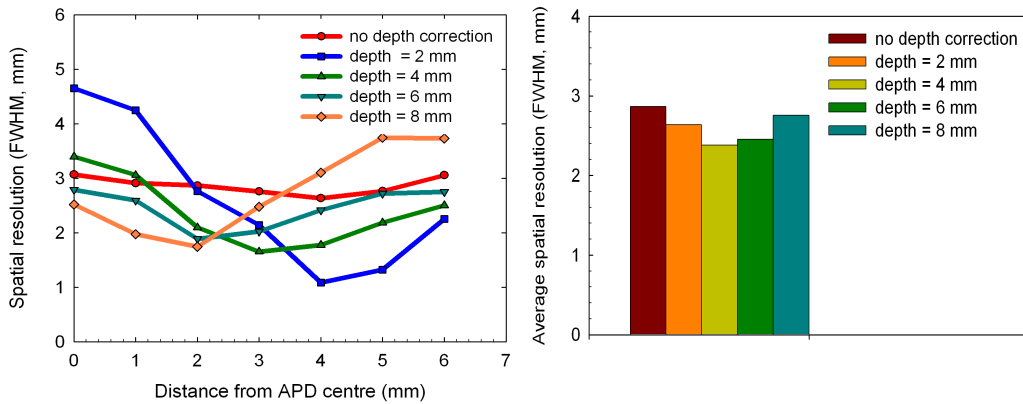 Spatial resolution (FWHM, mm)
6
5
4
3
2
1
0
no depth correction
depth  = 2 mm
depth = 4 mm
depth = 6 mm
depth = 8 mm
0 1 2 3 4 5 6 7
Distance from APD centre (mm)
Average spatial resolution (FWHM, mm)
4
3
2
1
0
no depth correction
depth = 2 mm
depth = 4 mm
depth = 6 mm
depth = 8 mm